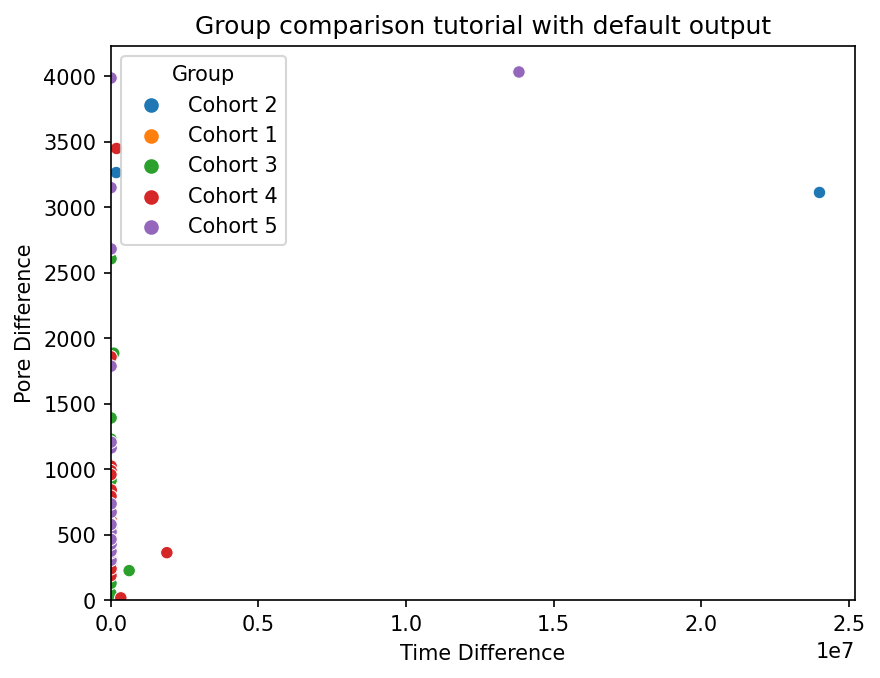 Group comparison tutorial with default output
Group
Cohort 2
Cohort 1
Cohort 3
Cohort 4
Cohort 5
Pore Difference
4000
3500
3000
2500
2000
1500
1000
500
0
0.0 0.5 1.0 1.5 2.0 2.5
1e7
Time Difference